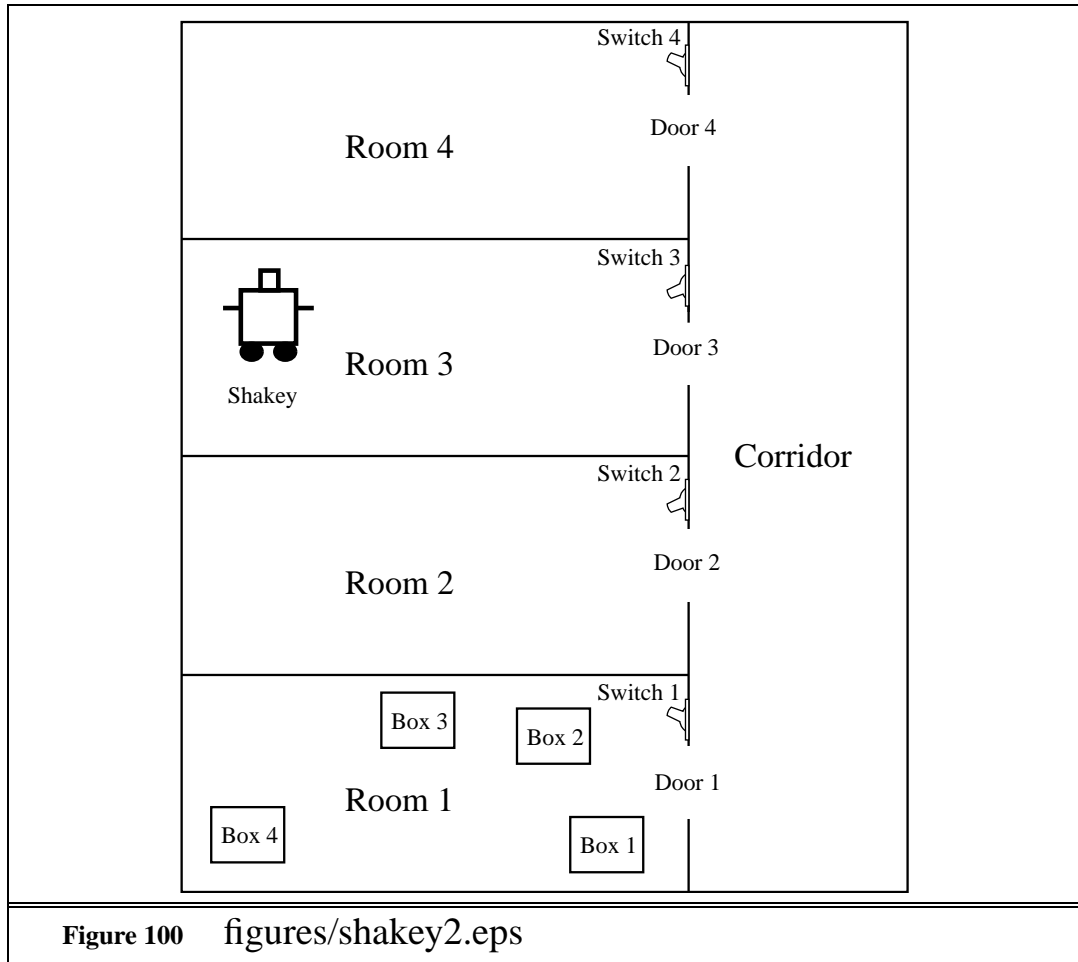 Switch 4
Door 4
Room 4
Switch 3
Door 3
Room 3
Shakey
Corridor
Switch 2
Door 2
Room 2
Switch 1
Box 3
Box 2
Door 1
Room 1
Box 4
Box 1
Figure 100 figures/shakey2.eps